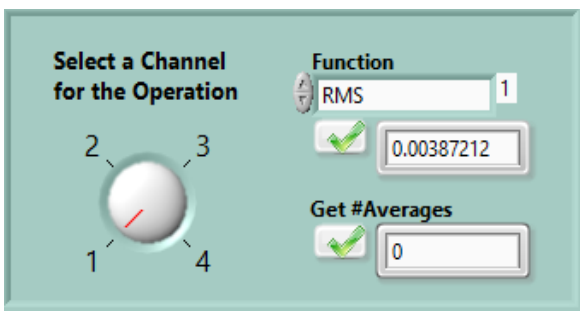 Select a Channel
for the Operation
2
3
1
4
Function
RMS
1
0.00387212
Get #Averages
0